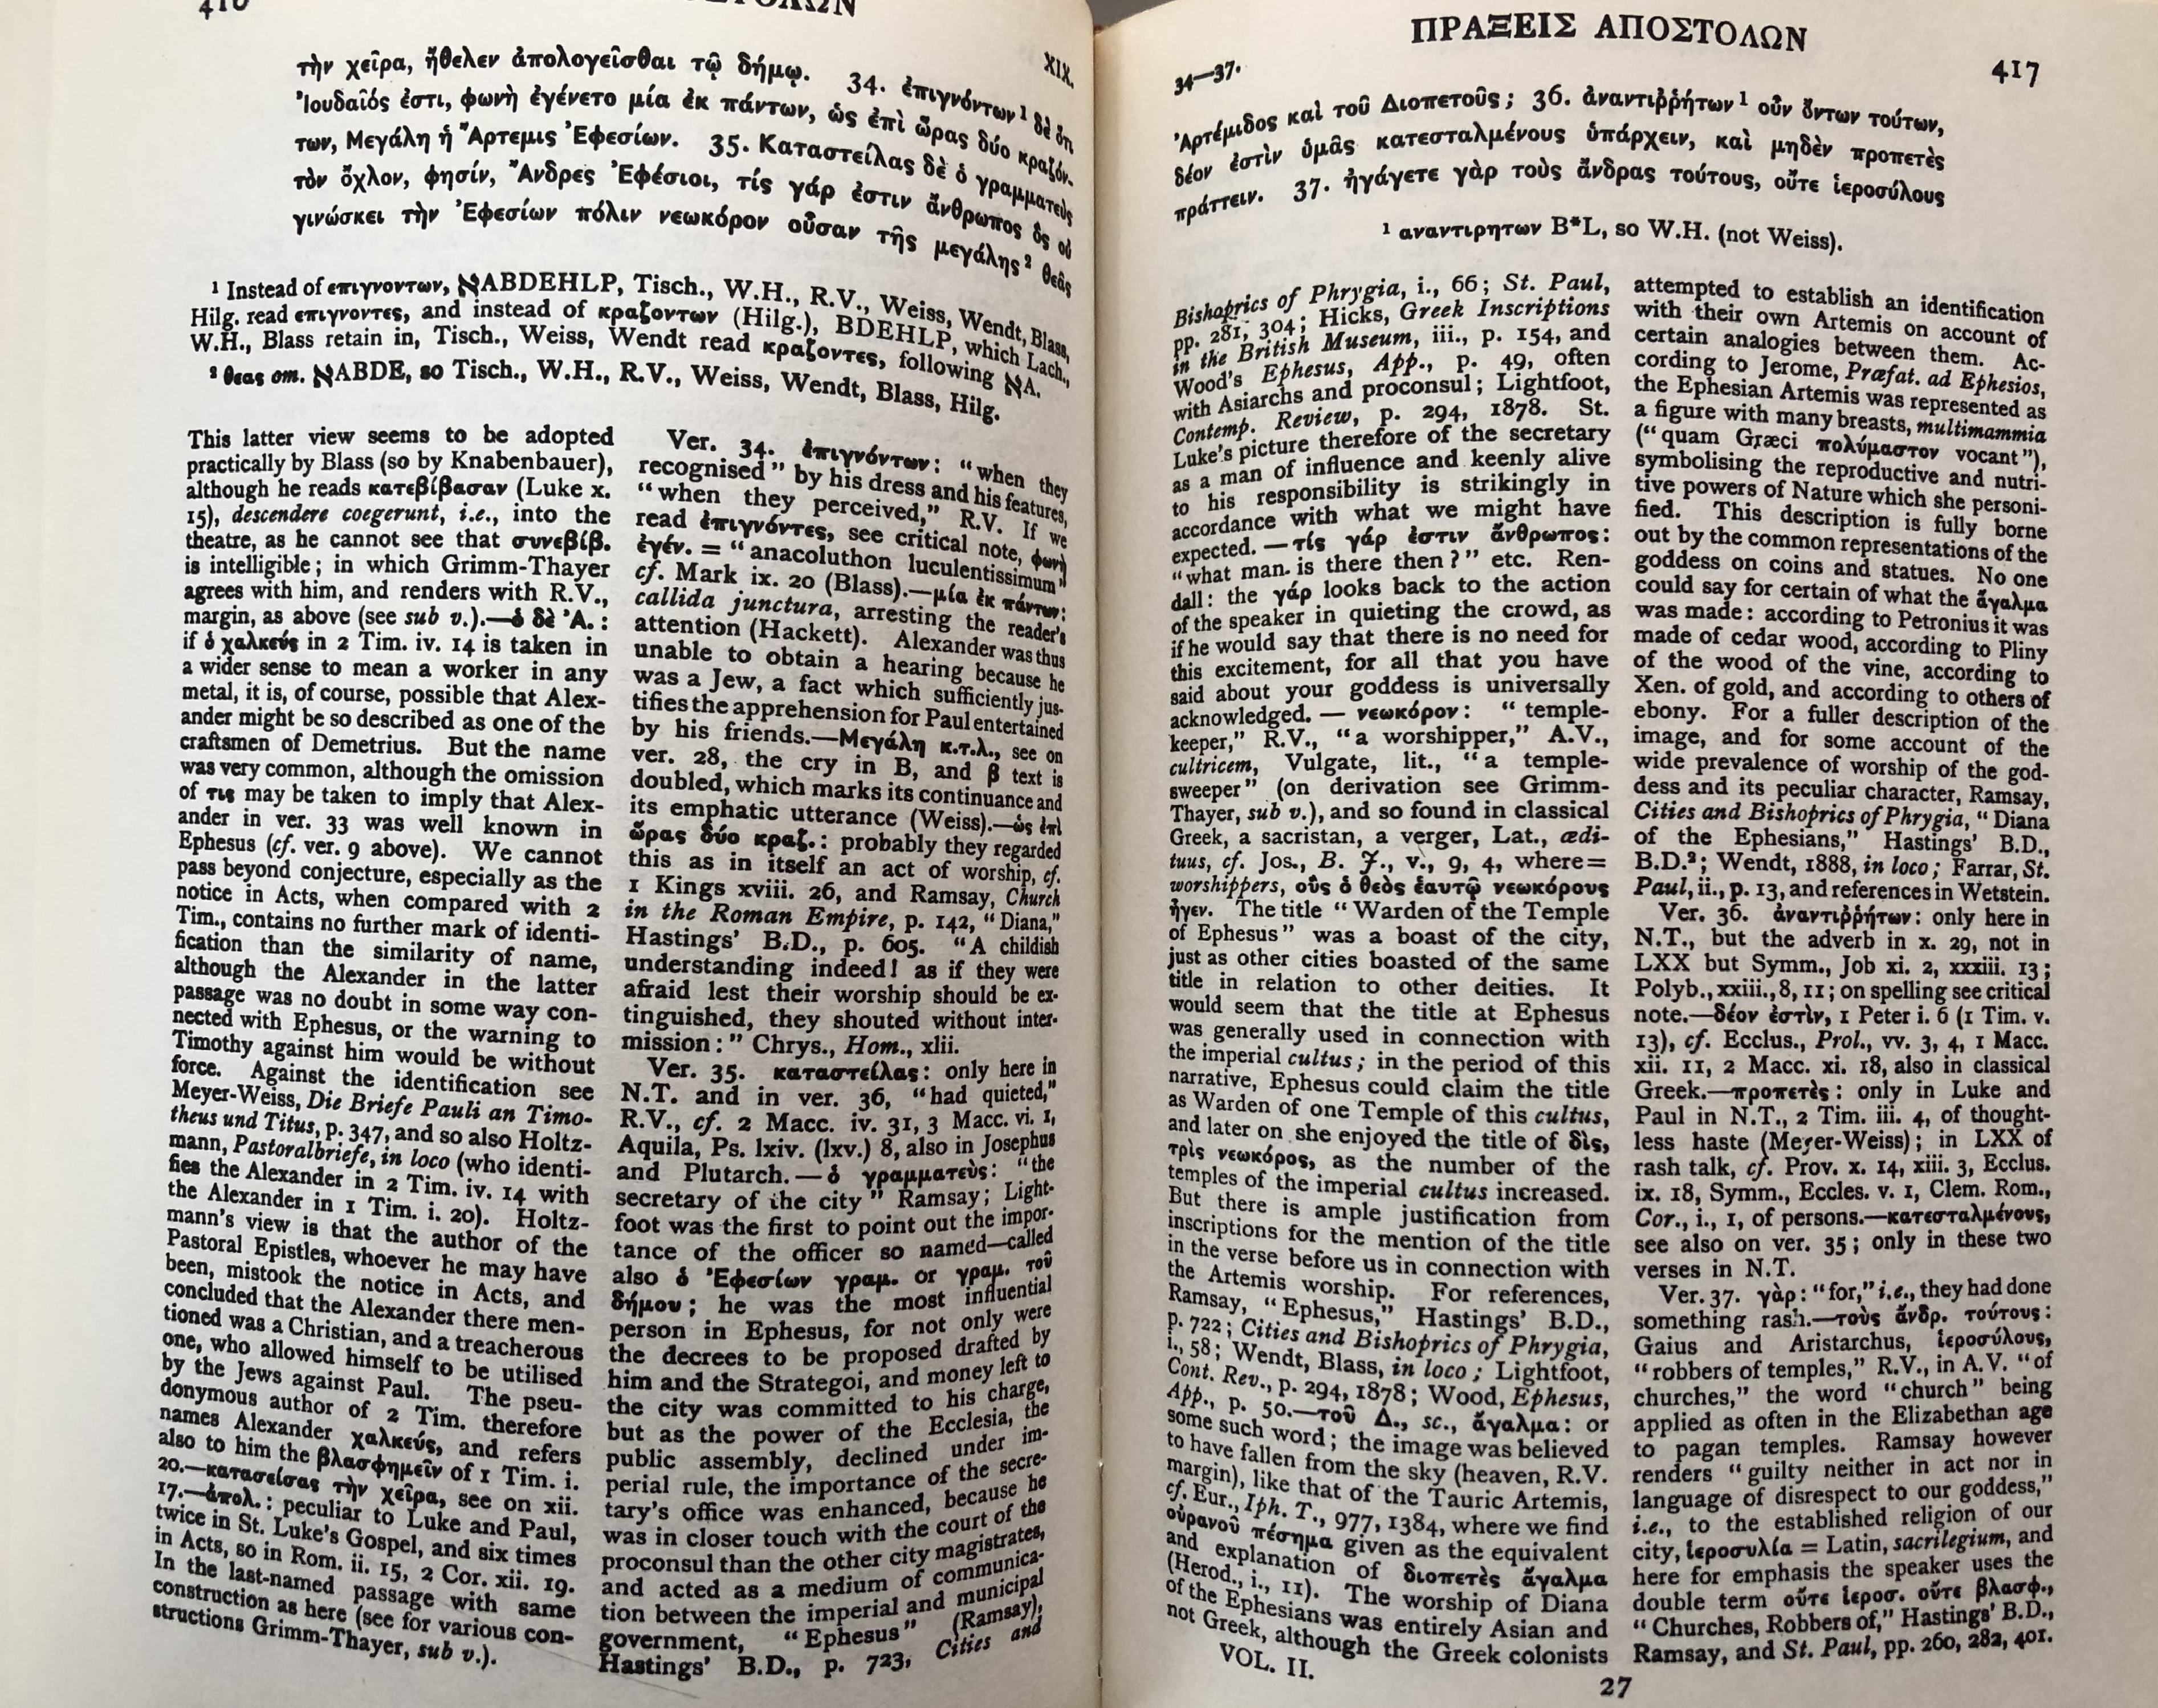 416
ΠΡΑΞΕΙΣ ΑΠΟΣΤΟΛΩΝ
XIX.
τὴν χεῖρα, ἤθελεν ἀπολογεῖσθαι τῷ δήμῳ. 34. ἐπιγνόντων¹ δὲ ὅτι
Ἰουδαῖός ἐστι, φωνὴ ἐγένετο μία ἐκ πάντων, ὡς ἐπὶ ὥρας δύο κραζόν-
των, Μεγάλη ἡ Ἄρτεμις Ἐφεσίων. 35. Καταστείλας δὲ ὁ γραμματεὺς
τὸν ὄχλον, φησίν, Ἄνδρες Ἐφέσιοι, τίς γάρ ἐστιν ἄνθρωπος ὃς οὐ
γινώσκει τὴν Ἐφεσίων πόλιν νεωκόρον οὖσαν τῆς μεγάλης² θεᾶς
¹ Instead of επιγνοντων, ℵABDEHLP, Tisch., W.H., R.V., Weiss, Wendt, Blass,
Hilg. read επιγνοντες, and instead of κραζοντων (Hilg.), BDEHLP, which Lach.,
W.H., Blass retain in, Tisch., Weiss, Wendt read κραζοντες, following ℵA.
² θεας om. ℵABDE, so Tisch., W.H., R.V., Weiss, Wendt, Blass, Hilg.
This latter view seems to be adopted
practically by Blass (so by Knabenbauer),
although he reads κατεβίβασαν (Luke x.
15), descendere coegerunt, i.e., into the
theatre, as he cannot see that συνεβίβ.
is intelligible; in which Grimm-Thayer
agrees with him, and renders with R.V.,
margin, as above (see sub v.).—ὁ δὲ Ἀ.:
if ὁ χαλκεύς in 2 Tim. iv. 14 is taken in
a wider sense to mean a worker in any
metal, it is, of course, possible that Alex-
ander might be so described as one of the
craftsmen of Demetrius. But the name
was very common, although the omission
of τις may be taken to imply that Alex-
ander in ver. 33 was well known in
Ephesus (cf. ver. 9 above). We cannot
pass beyond conjecture, especially as the
notice in Acts, when compared with 2
Tim., contains no further mark of identi-
fication than the similarity of name,
although the Alexander in the latter
passage was no doubt in some way con-
nected with Ephesus, or the warning to
Timothy against him would be without
force. Against the identification see
Meyer-Weiss, Die Briefe Pauli an Timo-
theus und Titus, p. 347, and so also Holtz-
mann, Pastoralbriefe, in loco (who identi-
fies the Alexander in 2 Tim. iv. 14 with
the Alexander in 1 Tim. i. 20). Holtz-
mann's view is that the author of the
Pastoral Epistles, whoever he may have
been, mistook the notice in Acts, and
concluded that the Alexander there men-
tioned was a Christian, and a treacherous
one, who allowed himself to be utilised
by the Jews against Paul. The pseu-
donymous author of 2 Tim. therefore
names Alexander χαλκεύς, and refers
also to him the βλασφημεῖν of 1 Tim. i.
20.—κατασείσας τὴν χεῖρα, see on xii.
17.—ἀπολ.: peculiar to Luke and Paul,
twice in St. Luke's Gospel, and six times
in Acts, so in Rom. ii. 15, 2 Cor. xii. 19.
In the last-named passage with same
construction as here (see for various con-
structions Grimm-Thayer, sub v.).
Ver. 34. ἐπιγνόντων: "when they
recognised" by his dress and his features,
"when they perceived," R.V. If we
read ἐπιγνόντες, see critical note, φωνὴ
ἐγέν. = "anacoluthon luculentissimum"
cf. Mark ix. 20 (Blass).—μία ἐκ πάντων:
callida junctura, arresting the reader's
attention (Hackett). Alexander was thus
unable to obtain a hearing because he
was a Jew, a fact which sufficiently jus-
tifies the apprehension for Paul entertained
by his friends.—Μεγάλη κ.τ.λ., see on
ver. 28, the cry in B, and β text is
doubled, which marks its continuance and
its emphatic utterance (Weiss).—ὡς ἐπὶ
ὥρας δύο κραζ.: probably they regarded
this as in itself an act of worship, cf.
1 Kings xviii. 26, and Ramsay, Church
in the Roman Empire, p. 142, "Diana,"
Hastings' B.D., p. 605. "A childish
understanding indeed! as if they were
afraid lest their worship should be ex-
tinguished, they shouted without inter-
mission:" Chrys., Hom., xlii.
Ver. 35. καταστείλας: only here in
N.T. and in ver. 36, "had quieted,"
R.V., cf. 2 Macc. iv. 31, 3 Macc. vi. 1,
Aquila, Ps. lxiv. (lxv.) 8, also in Josephus
and Plutarch.—ὁ γραμματεὺς: "the
secretary of the city" Ramsay; Light-
foot was the first to point out the impor-
tance of the officer so named—called
also ὁ Ἐφεσίων γραμ. or γραμ. τοῦ
δήμου; he was the most influential
person in Ephesus, for not only were
the decrees to be proposed drafted by
him and the Strategoi, and money left to
the city was committed to his charge,
but as the power of the Ecclesia, the
public assembly, declined under im-
perial rule, the importance of the secre-
tary's office was enhanced, because he
was in closer touch with the court of the
proconsul than the other city magistrates,
and acted as a medium of communica-
tion between the imperial and municipal
government, "Ephesus" (Ramsay),
Hastings' B.D., p. 723, Cities and
34—37.
ΠΡΑΞΕΙΣ ΑΠΟΣΤΟΛΩΝ
417
Ἀρτέμιδος καὶ τοῦ Διοπετοῦς; 36. ἀναντιῤῥήτων¹ οὖν ὄντων τούτων,
δέον ἐστὶν ὑμᾶς κατεσταλμένους ὑπάρχειν, καὶ μηδὲν προπετὲς
πράττειν. 37. ἠγάγετε γὰρ τοὺς ἄνδρας τούτους, οὔτε ἱεροσύλους
¹ αναντιρητων B*L, so W.H. (not Weiss).
Bishoprics of Phrygia, i., 66; St. Paul,
pp. 281, 304; Hicks, Greek Inscriptions
in the British Museum, iii., p. 154, and
Wood's Ephesus, App., p. 49, often
with Asiarchs and proconsul; Lightfoot,
Contemp. Review, p. 294, 1878. St.
Luke's picture therefore of the secretary
as a man of influence and keenly alive
to his responsibility is strikingly in
accordance with what we might have
expected.—τίς γάρ ἐστιν ἄνθρωπος:
"what man is there then?" etc. Ren-
dall: the γάρ looks back to the action
of the speaker in quieting the crowd, as
if he would say that there is no need for
this excitement, for all that you have
said about your goddess is universally
acknowledged.—νεωκόρον: "temple-
keeper," R.V., "a worshipper," A.V.,
cultricem, Vulgate, lit., "a temple-
sweeper" (on derivation see Grimm-
Thayer, sub v.), and so found in classical
Greek, a sacristan, a verger, Lat., ædi-
tuus, cf. Jos., B. J., v., 9, 4, where=
worshippers, οὓς ὁ θεὸς ἑαυτῷ νεωκόρους
ἦγεν. The title "Warden of the Temple
of Ephesus" was a boast of the city,
just as other cities boasted of the same
title in relation to other deities. It
would seem that the title at Ephesus
was generally used in connection with
the imperial cultus; in the period of this
narrative, Ephesus could claim the title
as Warden of one Temple of this cultus,
and later on she enjoyed the title of δὶς,
τρὶς νεωκόρος, as the number of the
temples of the imperial cultus increased.
But there is ample justification from
inscriptions for the mention of the title
in the verse before us in connection with
the Artemis worship. For references,
Ramsay, "Ephesus," Hastings' B.D.,
p. 722; Cities and Bishoprics of Phrygia,
i., 58; Wendt, Blass, in loco; Lightfoot,
Cont. Rev., p. 294, 1878; Wood, Ephesus,
App., p. 50.—τοῦ Δ., sc., ἄγαλμα: or
some such word; the image was believed
to have fallen from the sky (heaven, R.V.
margin), like that of the Tauric Artemis,
cf. Eur., Iph. T., 977, 1384, where we find
οὐρανοῦ πέσημα given as the equivalent
and explanation of διοπετὲς ἄγαλμα
(Herod., i., 11). The worship of Diana
of the Ephesians was entirely Asian and
not Greek, although the Greek colonists
VOL. II.
attempted to establish an identification
with their own Artemis on account of
certain analogies between them. Ac-
cording to Jerome, Præfat. ad Ephesios,
the Ephesian Artemis was represented as
a figure with many breasts, multimammia
("quam Græci πολύμαστον vocant"),
symbolising the reproductive and nutri-
tive powers of Nature which she personi-
fied. This description is fully borne
out by the common representations of the
goddess on coins and statues. No one
could say for certain of what the ἄγαλμα
was made: according to Petronius it was
made of cedar wood, according to Pliny
of the wood of the vine, according to
Xen. of gold, and according to others of
ebony. For a fuller description of the
image, and for some account of the
wide prevalence of worship of the god-
dess and its peculiar character, Ramsay,
Cities and Bishoprics of Phrygia, "Diana
of the Ephesians," Hastings' B.D.,
B.D.²; Wendt, 1888, in loco; Farrar, St.
Paul, ii., p. 13, and references in Wetstein.
Ver. 36. ἀναντιῤῥήτων: only here in
N.T., but the adverb in x. 29, not in
LXX but Symm., Job xi. 2, xxxiii. 13;
Polyb., xxiii., 8, 11; on spelling see critical
note.—δέον ἐστὶν, 1 Peter i. 6 (1 Tim. v.
13), cf. Ecclus., Prol., vv. 3, 4, 1 Macc.
xii. 11, 2 Macc. xi. 18, also in classical
Greek.—προπετὲς: only in Luke and
Paul in N.T., 2 Tim. iii. 4, of thought-
less haste (Meyer-Weiss); in LXX of
rash talk, cf. Prov. x. 14, xiii. 3, Ecclus.
ix. 18, Symm., Eccles. v. 1, Clem. Rom.,
Cor., i., 1, of persons.—κατεσταλμένους,
see also on ver. 35; only in these two
verses in N.T.
Ver. 37. γὰρ: "for," i.e., they had done
something rash.—τοὺς ἄνδρ. τούτους:
Gaius and Aristarchus, ἱεροσύλους,
"robbers of temples," R.V., in A.V. "of
churches," the word "church" being
applied as often in the Elizabethan age
to pagan temples. Ramsay however
renders "guilty neither in act nor in
language of disrespect to our goddess,"
i.e., to the established religion of our
city, ἱεροσυλία = Latin, sacrilegium, and
here for emphasis the speaker uses the
double term οὔτε ἱεροσ. οὔτε βλασφ.,
"Churches, Robbers of," Hastings' B.D.,
Ramsay, and St. Paul, pp. 260, 282, 401.
27